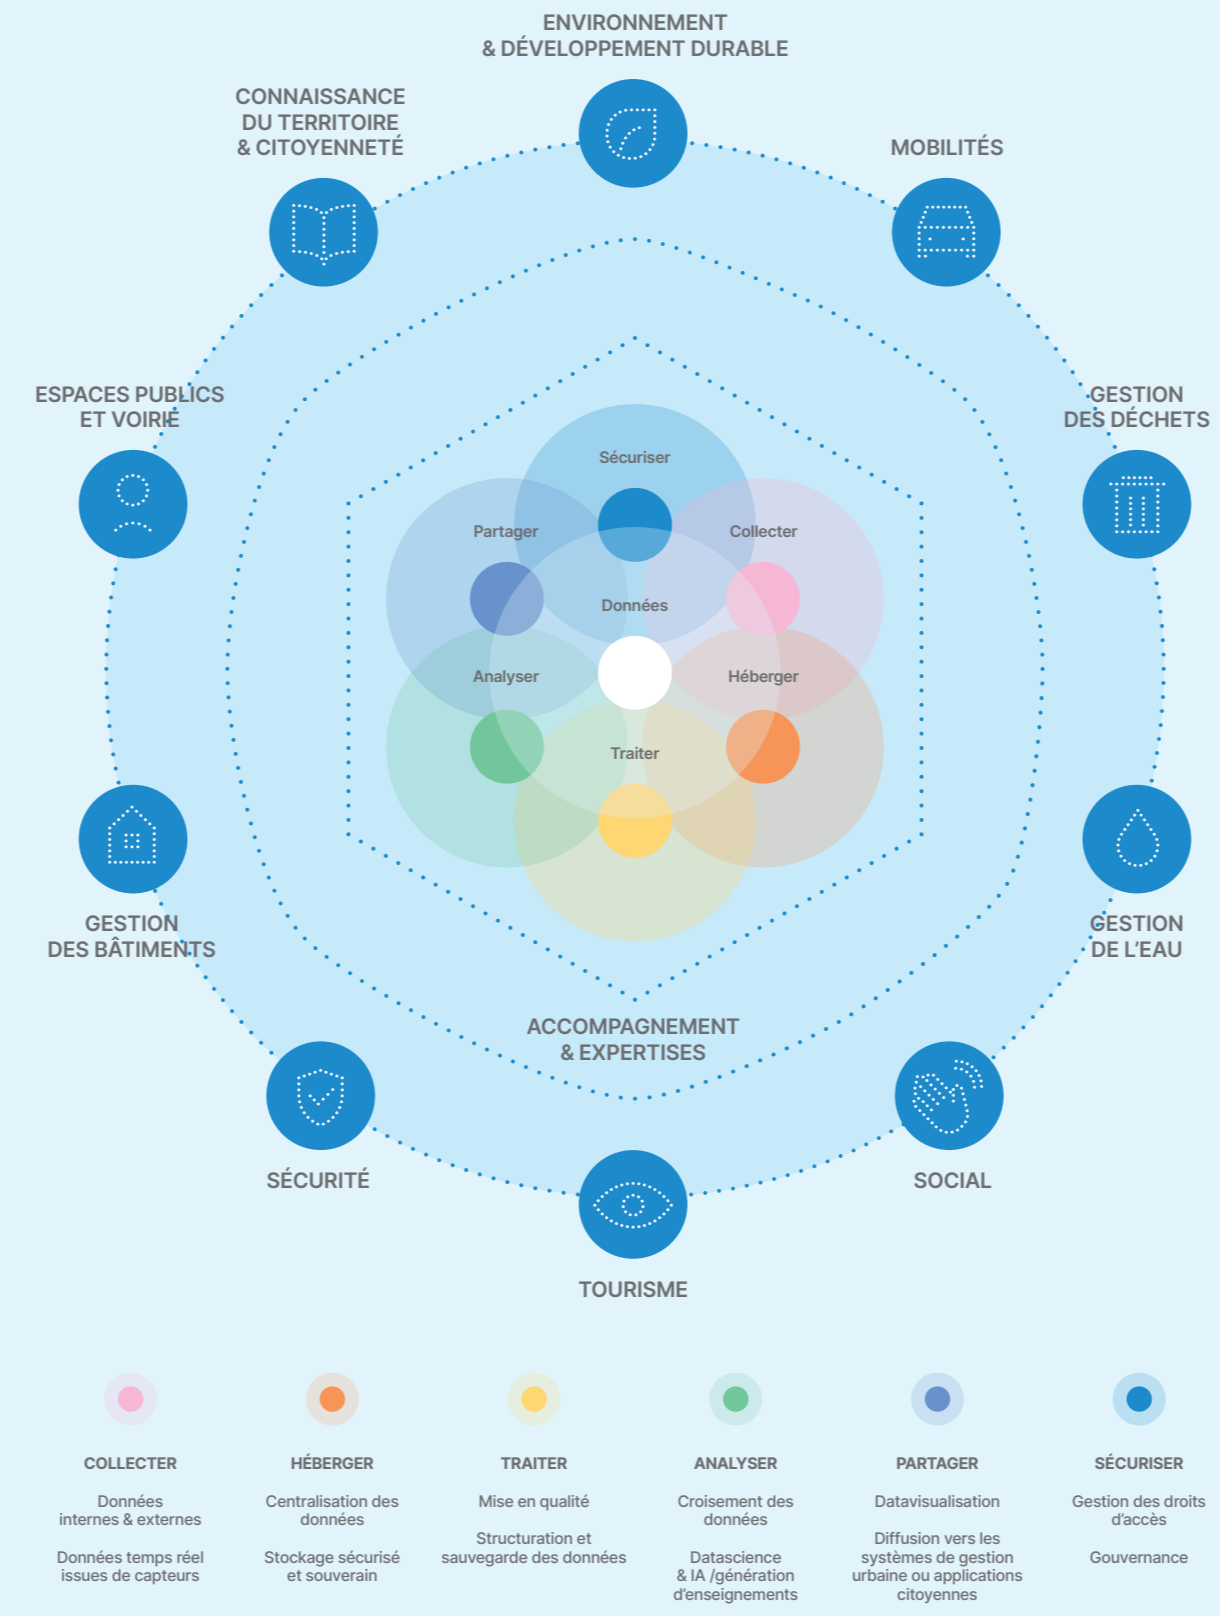 ENVIRONNEMENT
& DÉVELOPPEMENT DURABLE
CONNAISSANCE
DU TERRITOIRE
& CITOYENNETÉ
MOBILITÉS
ESPACES PUBLICS
ET VOIRIE
GESTION
DES DÉCHETS
Sécuriser
Partager
Collecter
Données
Analyser
Héberger
Traiter
GESTION
DES BÂTIMENTS
GESTION
DE L’EAU
ACCOMPAGNEMENT
& EXPERTISES
SÉCURITÉ
SOCIAL
TOURISME
COLLECTER
Données
internes & externes
Données temps réel
issues de capteurs
HÉBERGER
Centralisation des
données
Stockage sécurisé
et souverain
TRAITER
Mise en qualité
Structuration et
sauvegarde des données
ANALYSER
Croisement des
données
Datascience
& IA /génération
d’enseignements
PARTAGER
Datavisualisation
Diffusion vers les
systèmes de gestion
urbaine ou applications
citoyennes
SÉCURISER
Gestion des droits
d’accès
Gouvernance